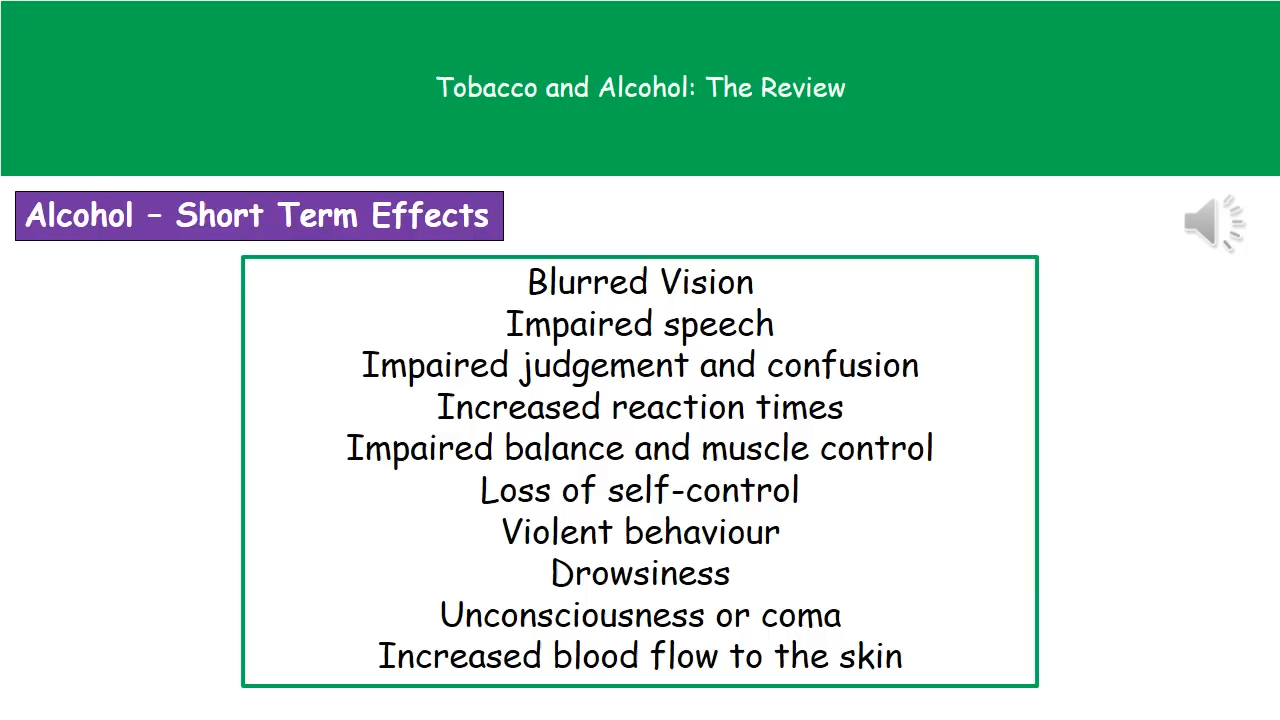 Tobacco and Alcohol: The Review
Alcohol – Short Term Effects
Blurred Vision
Impaired speech
Impaired judgement and confusion
Increased reaction times
Impaired balance and muscle control
Loss of self-control
Violent behaviour
Drowsiness
Unconsciousness or coma
Increased blood flow to the skin